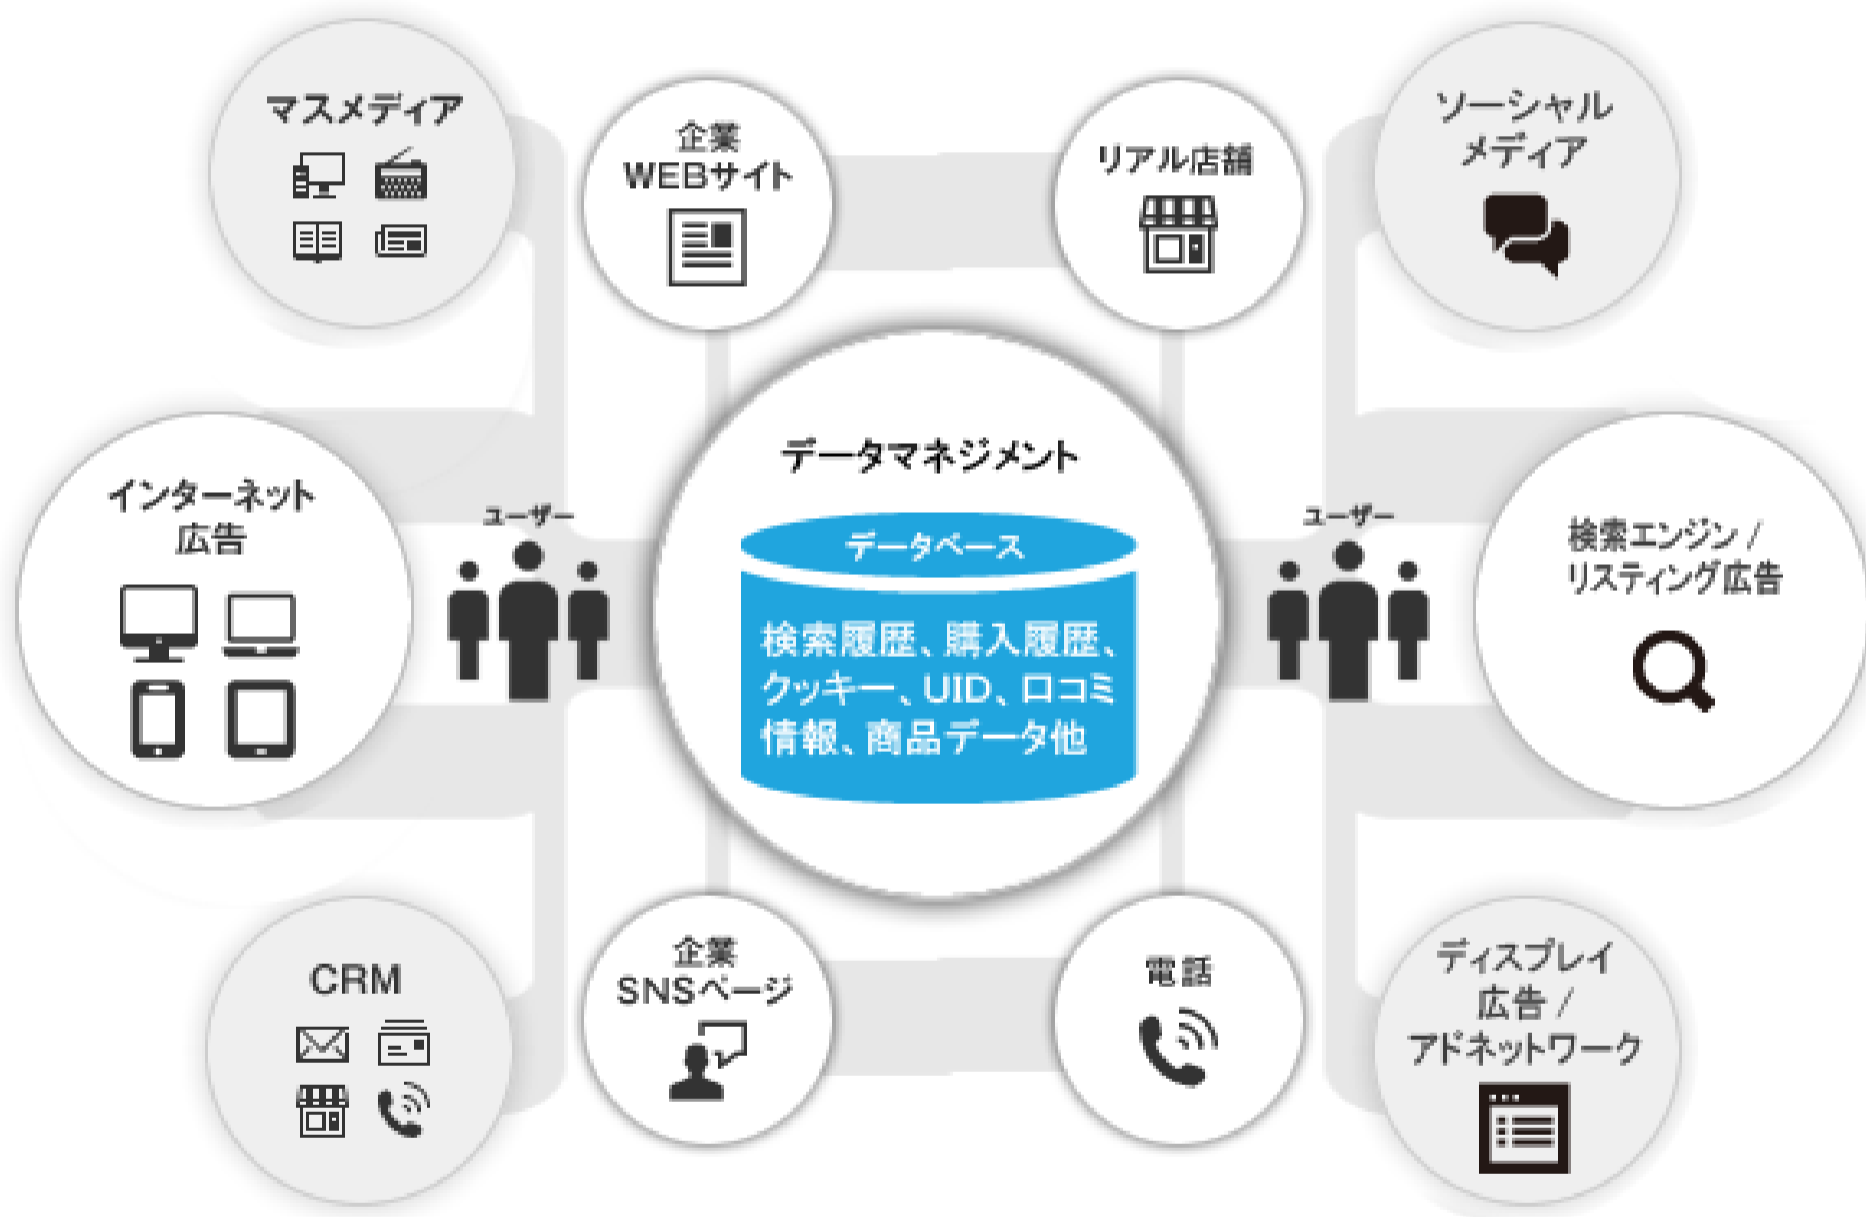 マスメディア
企業
WEBサイト
リアル店舗
ソーシャル
メディア
インターネット
広告
ユーザー
データマネジメント
データベース
検索履歴、購入履歴、
クッキー、UID、口コミ
情報、商品データ他
ユーザー
検索エンジン /
リスティング広告
CRM
企業
SNSページ
電話
ディスプレイ
広告 /
アドネットワーク